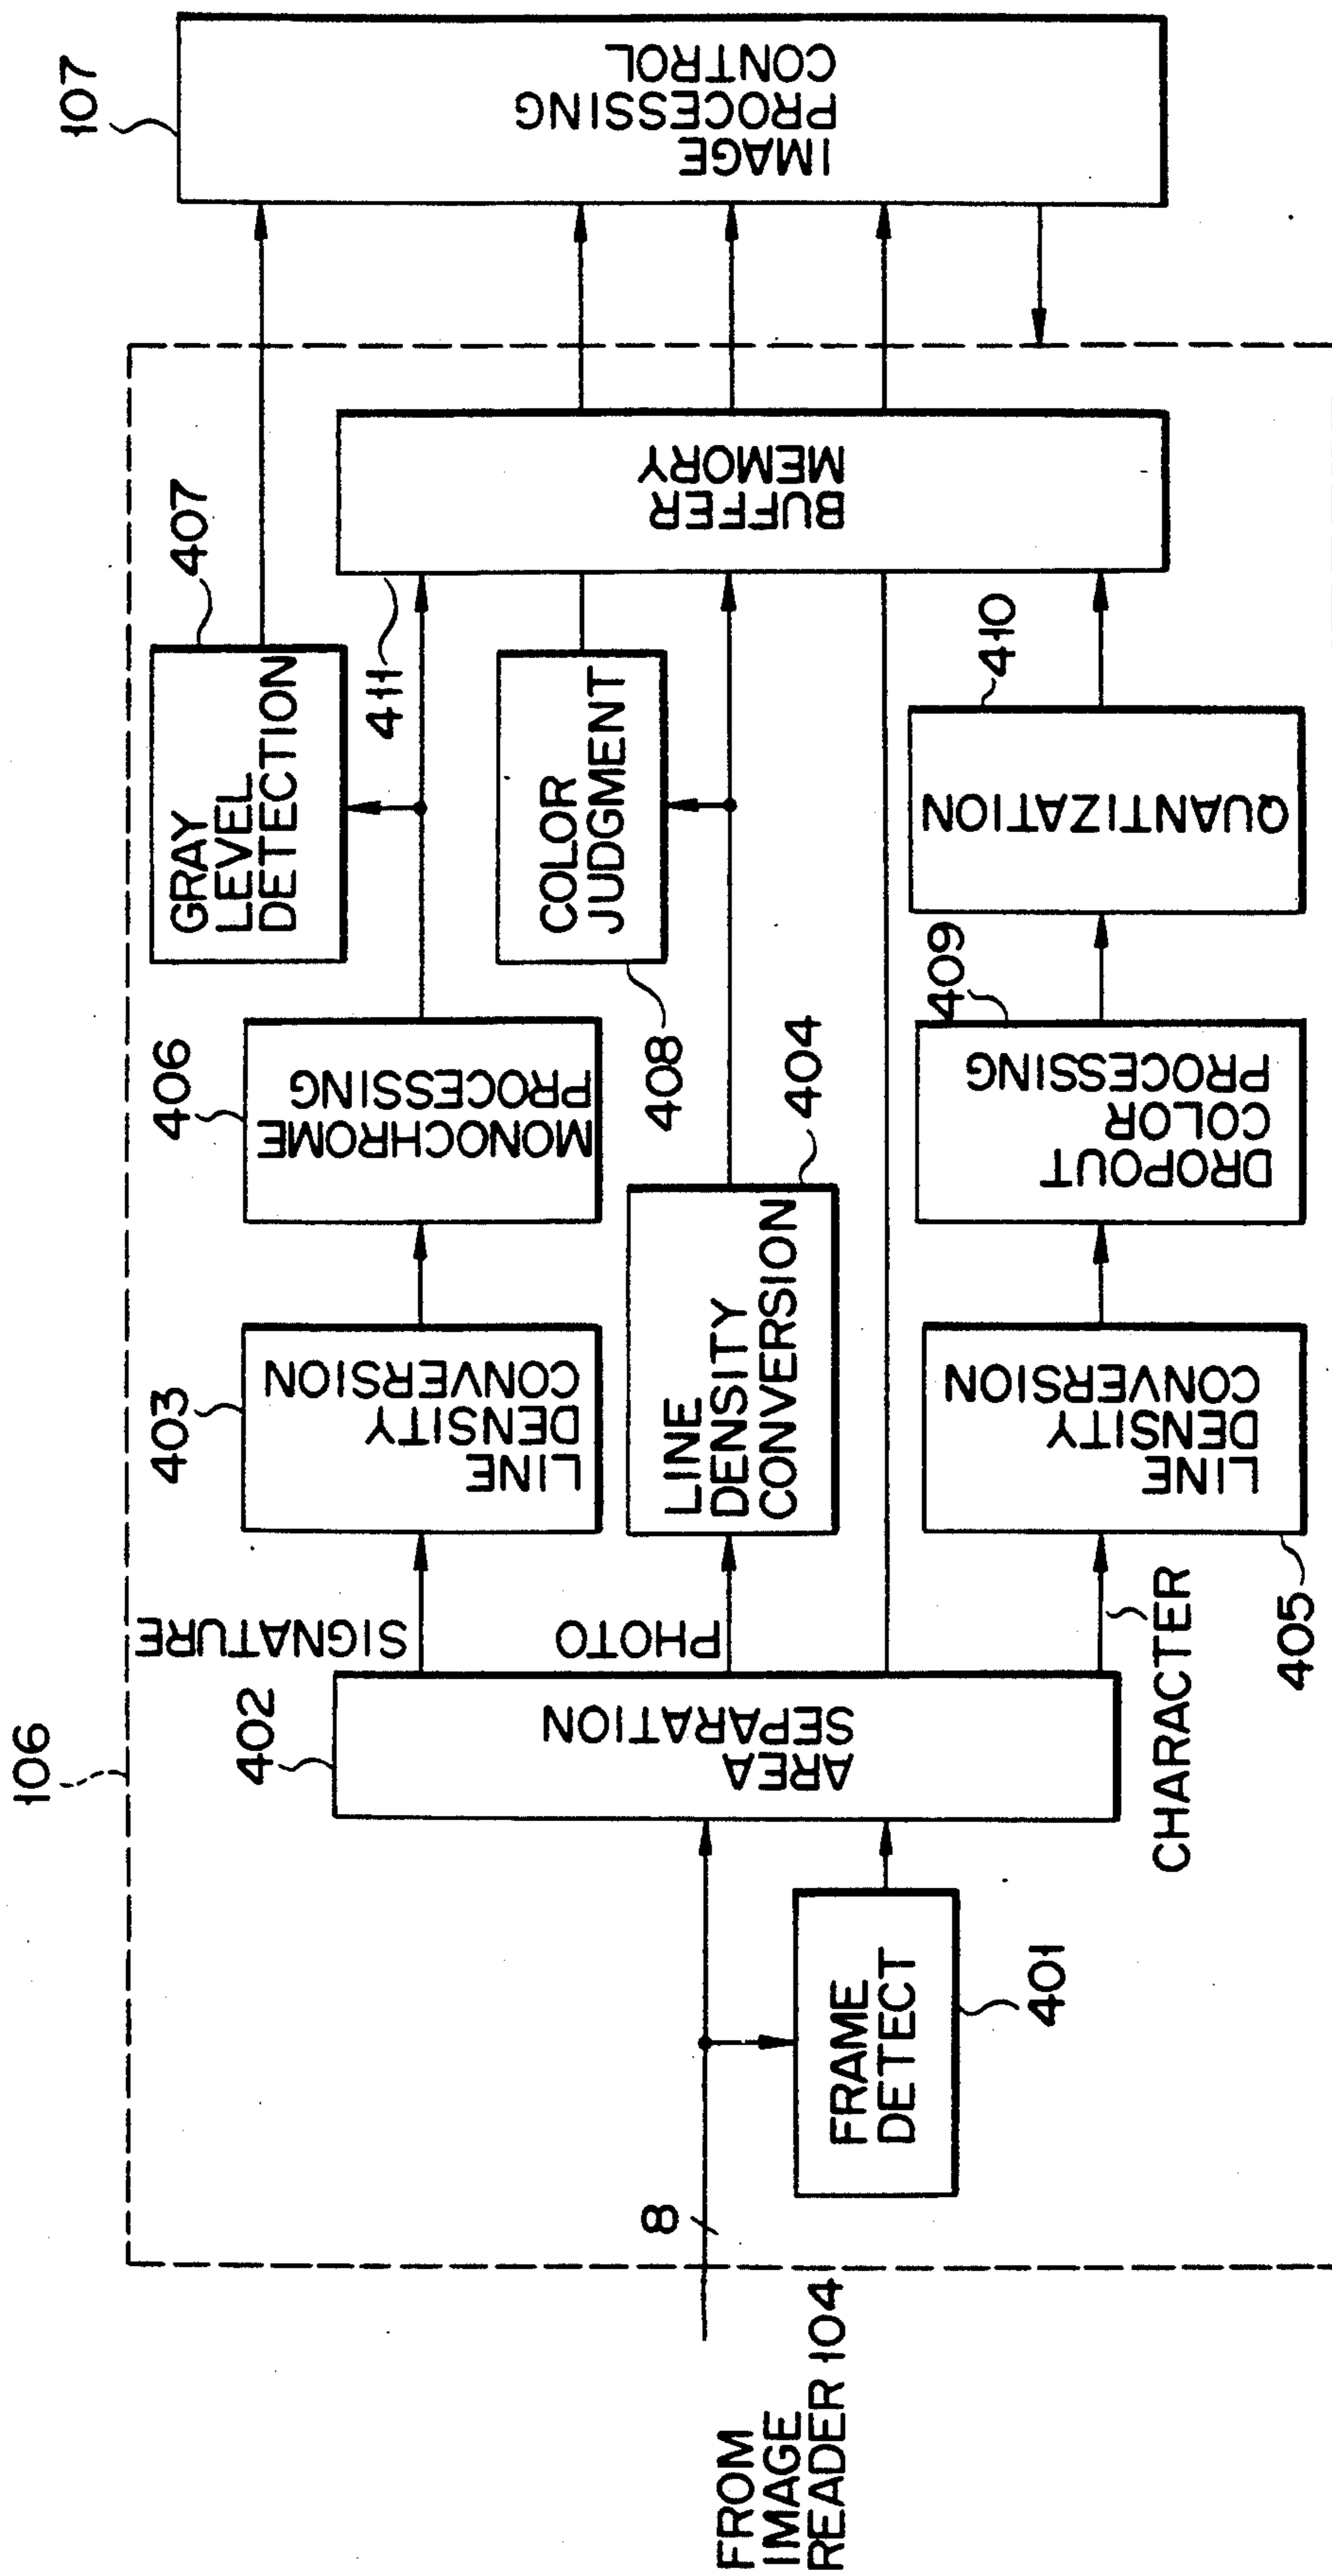 106
FROM
IMAGE
READER 104
8
FRAME
DETECT
401
402
AREA
SEPARATION
SIGNATURE
PHOTO
CHARACTER
403
LINE
DENSITY
CONVERSION
LINE
DENSITY
CONVERSION
404
LINE
DENSITY
CONVERSION
405
406
MONOCHROME
PROCESSING
DROPOUT
COLOR
PROCESSING
409
GRAY
LEVEL
DETECTION
407
COLOR
JUDGMENT
408
QUANTIZATION
410
411
BUFFER
MEMORY
107
IMAGE
PROCESSING
CONTROL